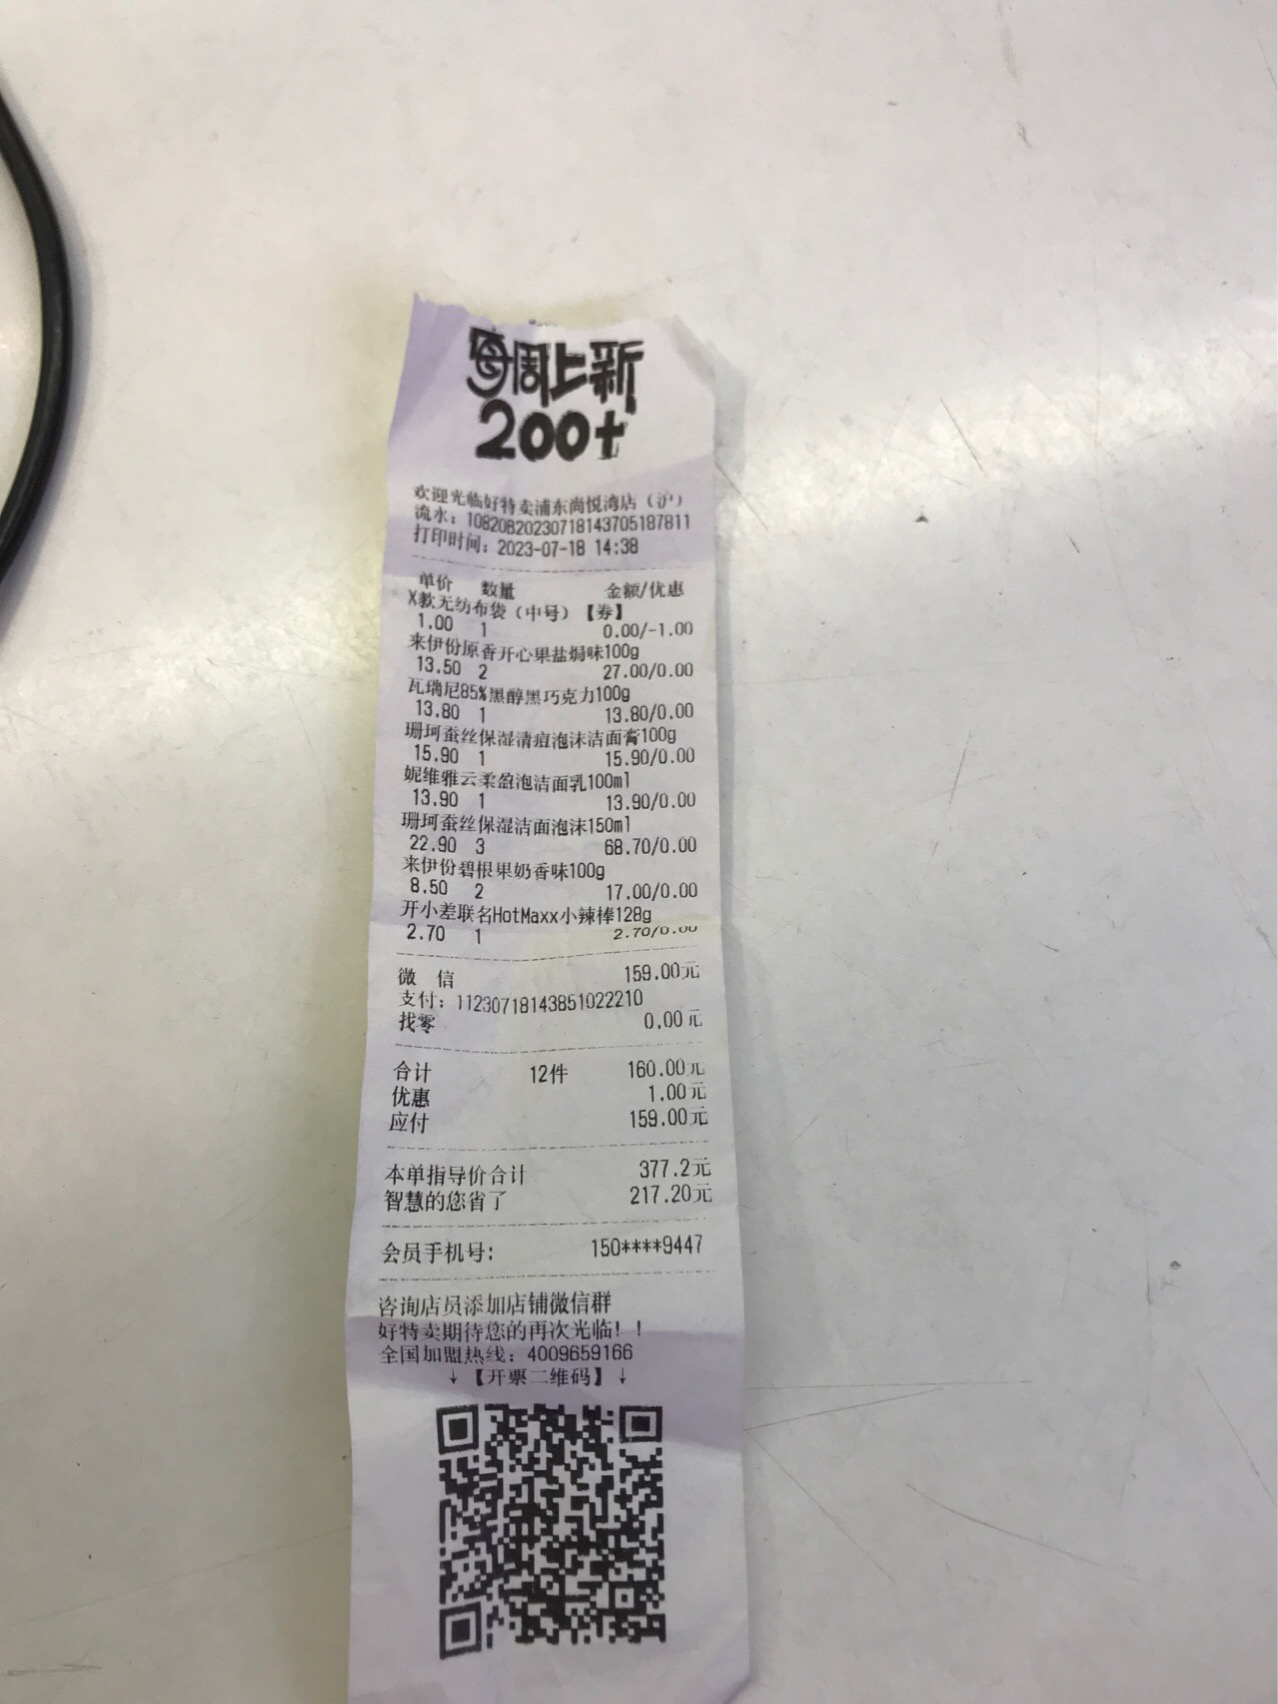 每周上新
200+
欢迎光临好特卖浦东尚悦湾店（沪）
流水：10820820230718143705187811
打印时间：2023-07-18 14:38
单价 数量 金额/优惠
X款无纺布袋（中号）【券】
1.00 1 0.00/-1.00
来伊份原香开心果盐焗味100g
13.50 2 27.00/0.00
瓦瑞尼85%黑醇黑巧克力100g
13.80 1 13.80/0.00
珊珂蚕丝保湿清痘泡沫洁面膏100g
15.90 1 15.90/0.00
妮维雅云柔盈泡洁面乳100ml
13.90 1 13.90/0.00
珊珂蚕丝保湿洁面泡沫150ml
22.90 3 68.70/0.00
来伊份碧根果奶香味100g
8.50 2 17.00/0.00
开小差联名HotMaxx小辣棒128g
2.70 1 2.70/0.00
微 信 159.00元
支付：11230718143851022210
找零 0.00元
合计 12件 160.00元
优惠 1.00元
应付 159.00元
本单指导价合计 377.2元
智慧的您省了 217.20元
会员手机号: 150****9447
咨询店员添加店铺微信群
好特卖期待您的再次光临！！
全国加盟热线：4009659166
↓【开票二维码】↓